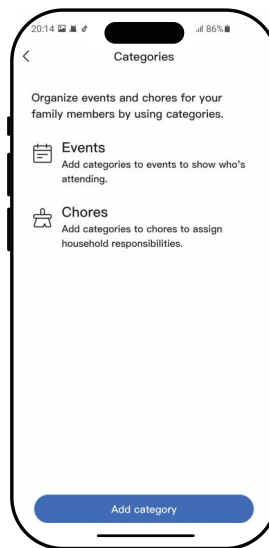 20:14 86%
Categories
Organize events and chores for your
family members by using categories.
Events
Add categories to events to show who's
attending.
Chores
Add categories to chores to assign
household responsibilities.
Add category